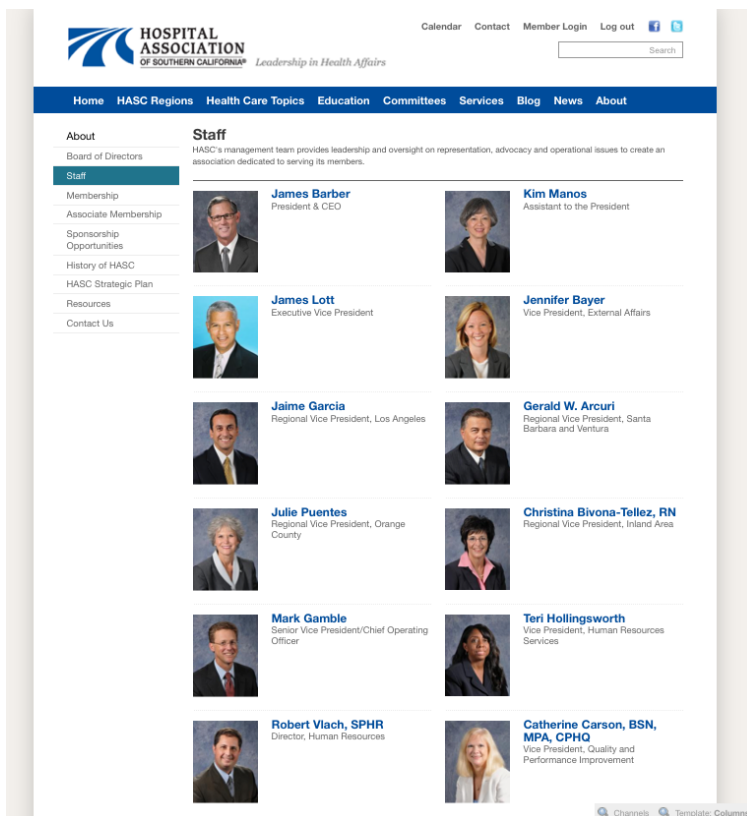 Calendar Contact Member Login Log out
HOSPITAL
ASSOCIATION
OF SOUTHERN CALIFORNIA®
Leadership in Health Affairs
Search
Home HASC Regions Health Care Topics Education Committees Services Blog News About
About
Board of Directors
Staff
Membership
Associate Membership
Sponsorship
Opportunities
History of HASC
HASC Strategic Plan
Resources
Contact Us
Staff
HASC's management team provides leadership and oversight on representation, advocacy and operational issues to create an
association dedicated to serving its members.
James Barber
President & CEO
Kim Manos
Assistant to the President
James Lott
Executive Vice President
Jennifer Bayer
Vice President, External Affairs
Jaime Garcia
Regional Vice President, Los Angeles
Gerald W. Arcuri
Regional Vice President, Santa
Barbara and Ventura
Julie Puentes
Regional Vice President, Orange
County
Christina Bivona-Tellez, RN
Regional Vice President, Inland Area
Mark Gamble
Senior Vice President/Chief Operating
Officer
Teri Hollingsworth
Vice President, Human Resources
Services
Robert Vlach, SPHR
Director, Human Resources
Catherine Carson, BSN,
MPA, CPHQ
Vice President, Quality and
Performance Improvement
Channels Template: Columns